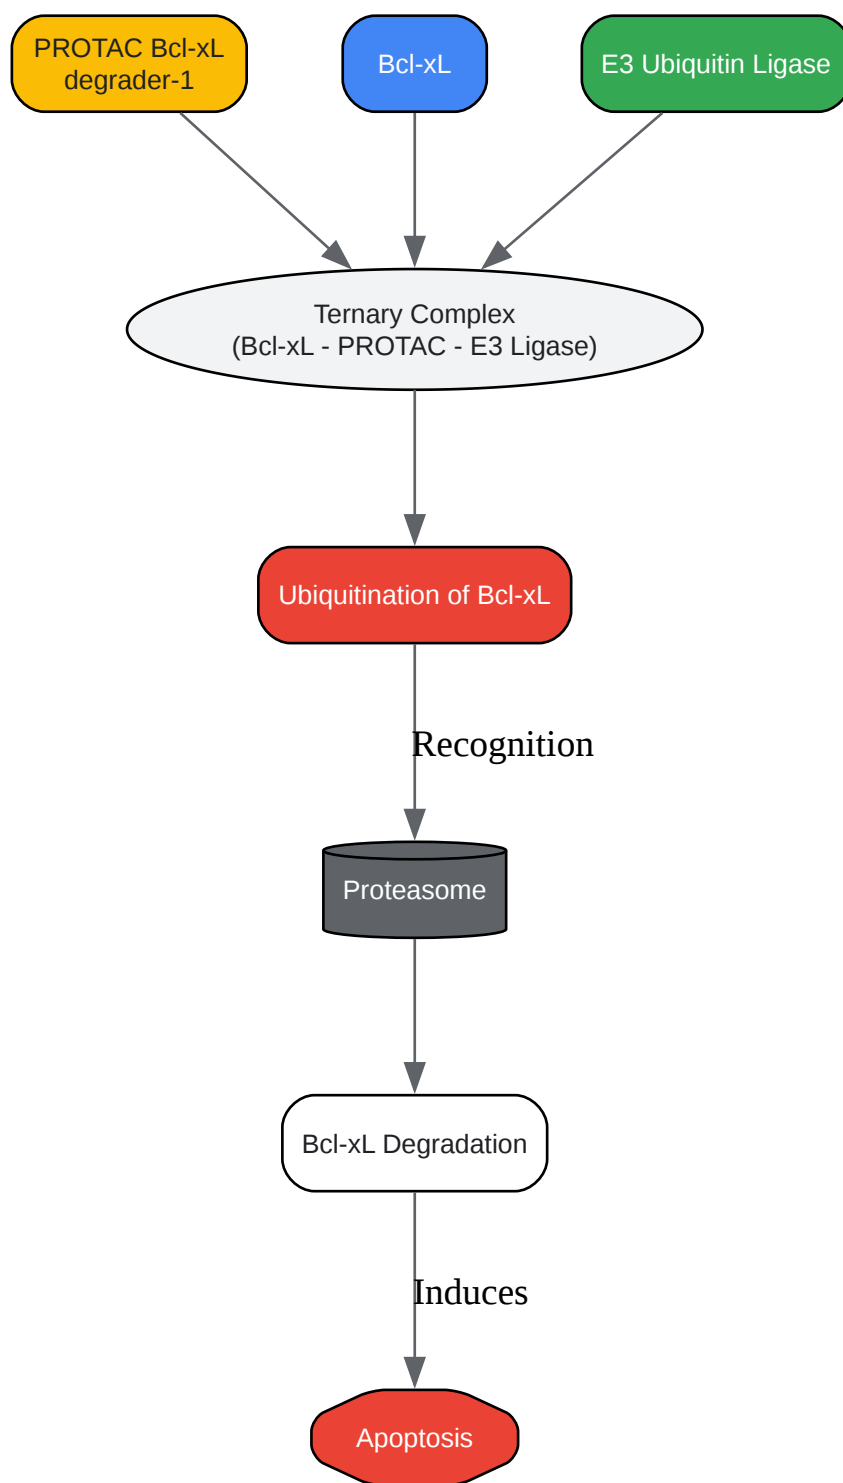 PROTAC Bcl-xL
degrader-1
Bcl-xL
E3 Ubiquitin Ligase
Ternary Complex
(Bcl-xL - PROTAC - E3 Ligase)
Ubiquitination of Bcl-xL
Recognition
Proteasome
Bcl-xL Degradation
Induces
Apoptosis